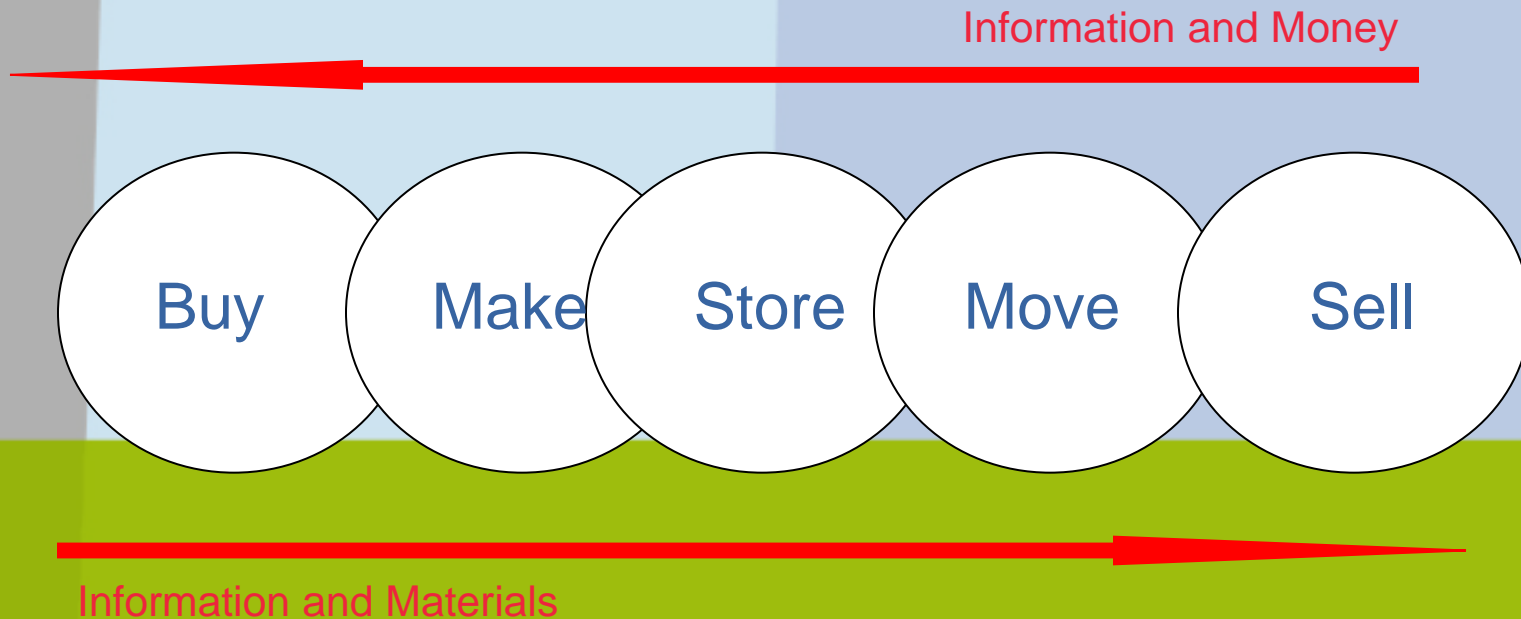 Information and Money
Buy Make Store Move Sell
Information and Materials